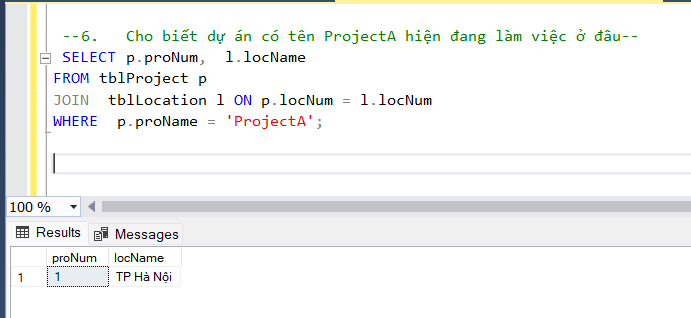 --6.   Cho biết dự án có tên ProjectA hiện đang làm việc ở đâu--
SELECT p.proNum,  l.locName
FROM tblProject p
JOIN  tblLocation l ON p.locNum = l.locNum
WHERE  p.proName = 'ProjectA';
100 %
Results Messages
proNum locName
1 1 TP Hà Nội